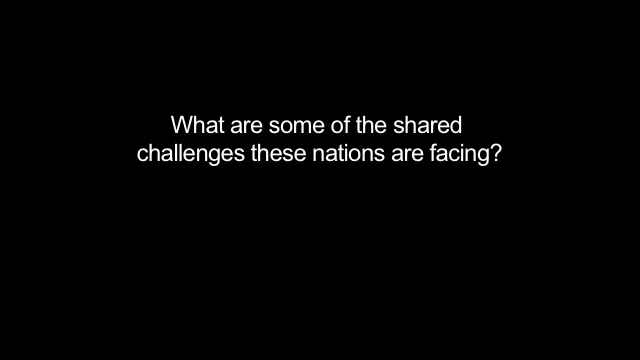 What are some of the shared
challenges these nations are facing?